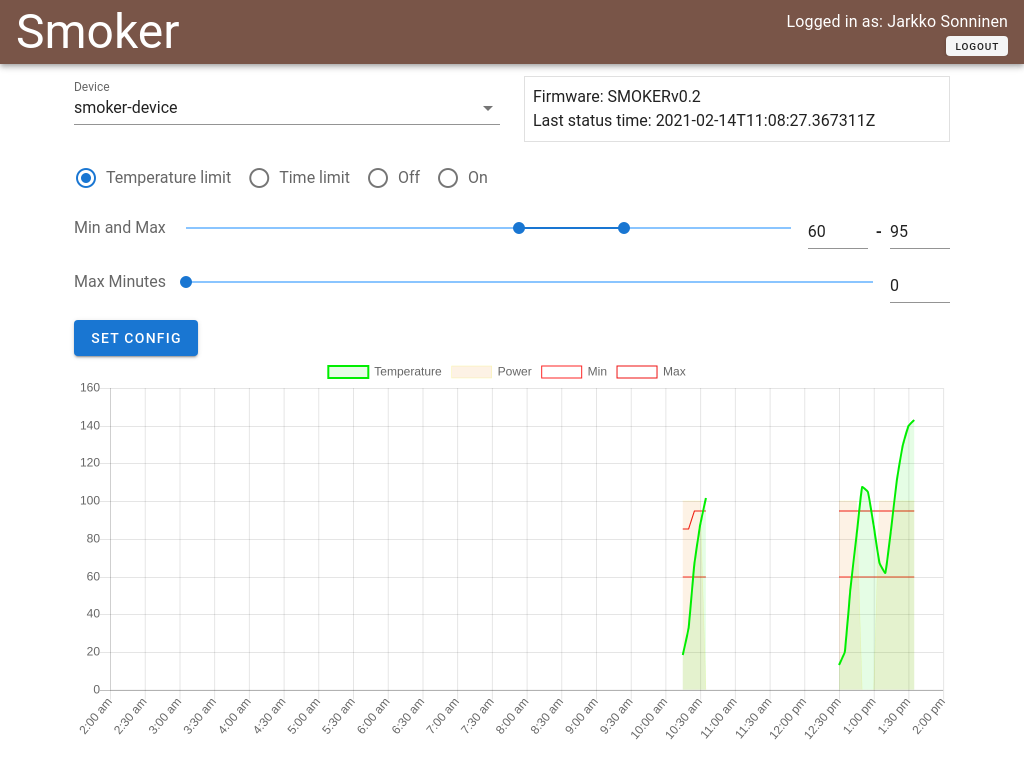 Smoker
Logged in as: Jarkko Sonninen
LOGOUT
Device
smoker-device
Firmware: SMOKERv0.2
Last status time: 2021-02-14T11:08:27.367311Z
Temperature limit Time limit Off On
Min and Max 60 - 95
Max Minutes 0
SET CONFIG
Temperature Power Min Max
160
140
120
100
80
60
40
20
0
2:00 am 2:30 am 3:00 am 3:30 am 4:00 am 4:30 am 5:00 am 5:30 am 6:00 am 6:30 am 7:00 am 7:30 am 8:00 am 8:30 am 9:00 am 9:30 am 10:00 am 10:30 am 11:00 am 11:30 am 12:00 pm 12:30 pm 1:00 pm 1:30 pm 2:00 pm